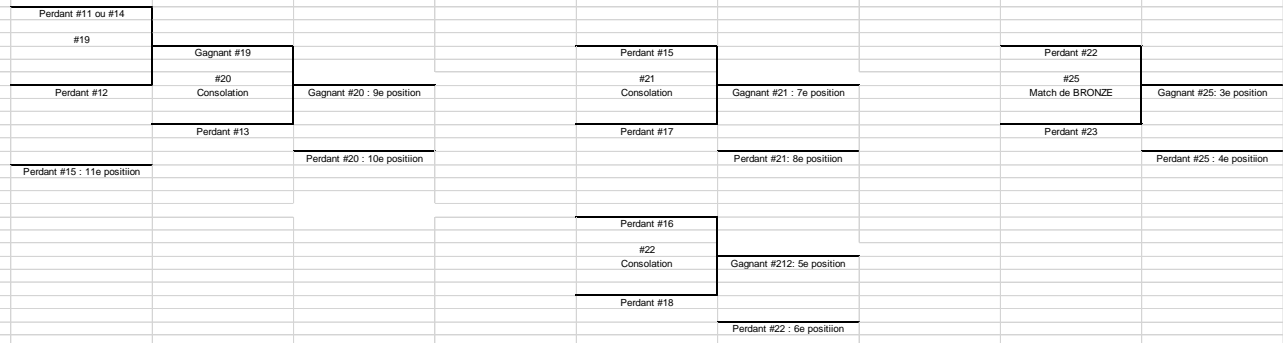 Perdant #11 ou #14
#19
Perdant #12
Gagnant #19
#20
Consolation
Perdant #13
Gagnant #20 : 9e position
Perdant #20 : 10e positiion
Perdant #15 : 11e positiion
Perdant #15
#21
Consolation
Perdant #17
Gagnant #21 : 7e position
Perdant #21: 8e positiion
Perdant #16
#22
Consolation
Perdant #18
Gagnant #212: 5e position
Perdant #22 : 6e positiion
Perdant #22
#25
Match de BRONZE
Perdant #23
Gagnant #25: 3e position
Perdant #25 : 4e position